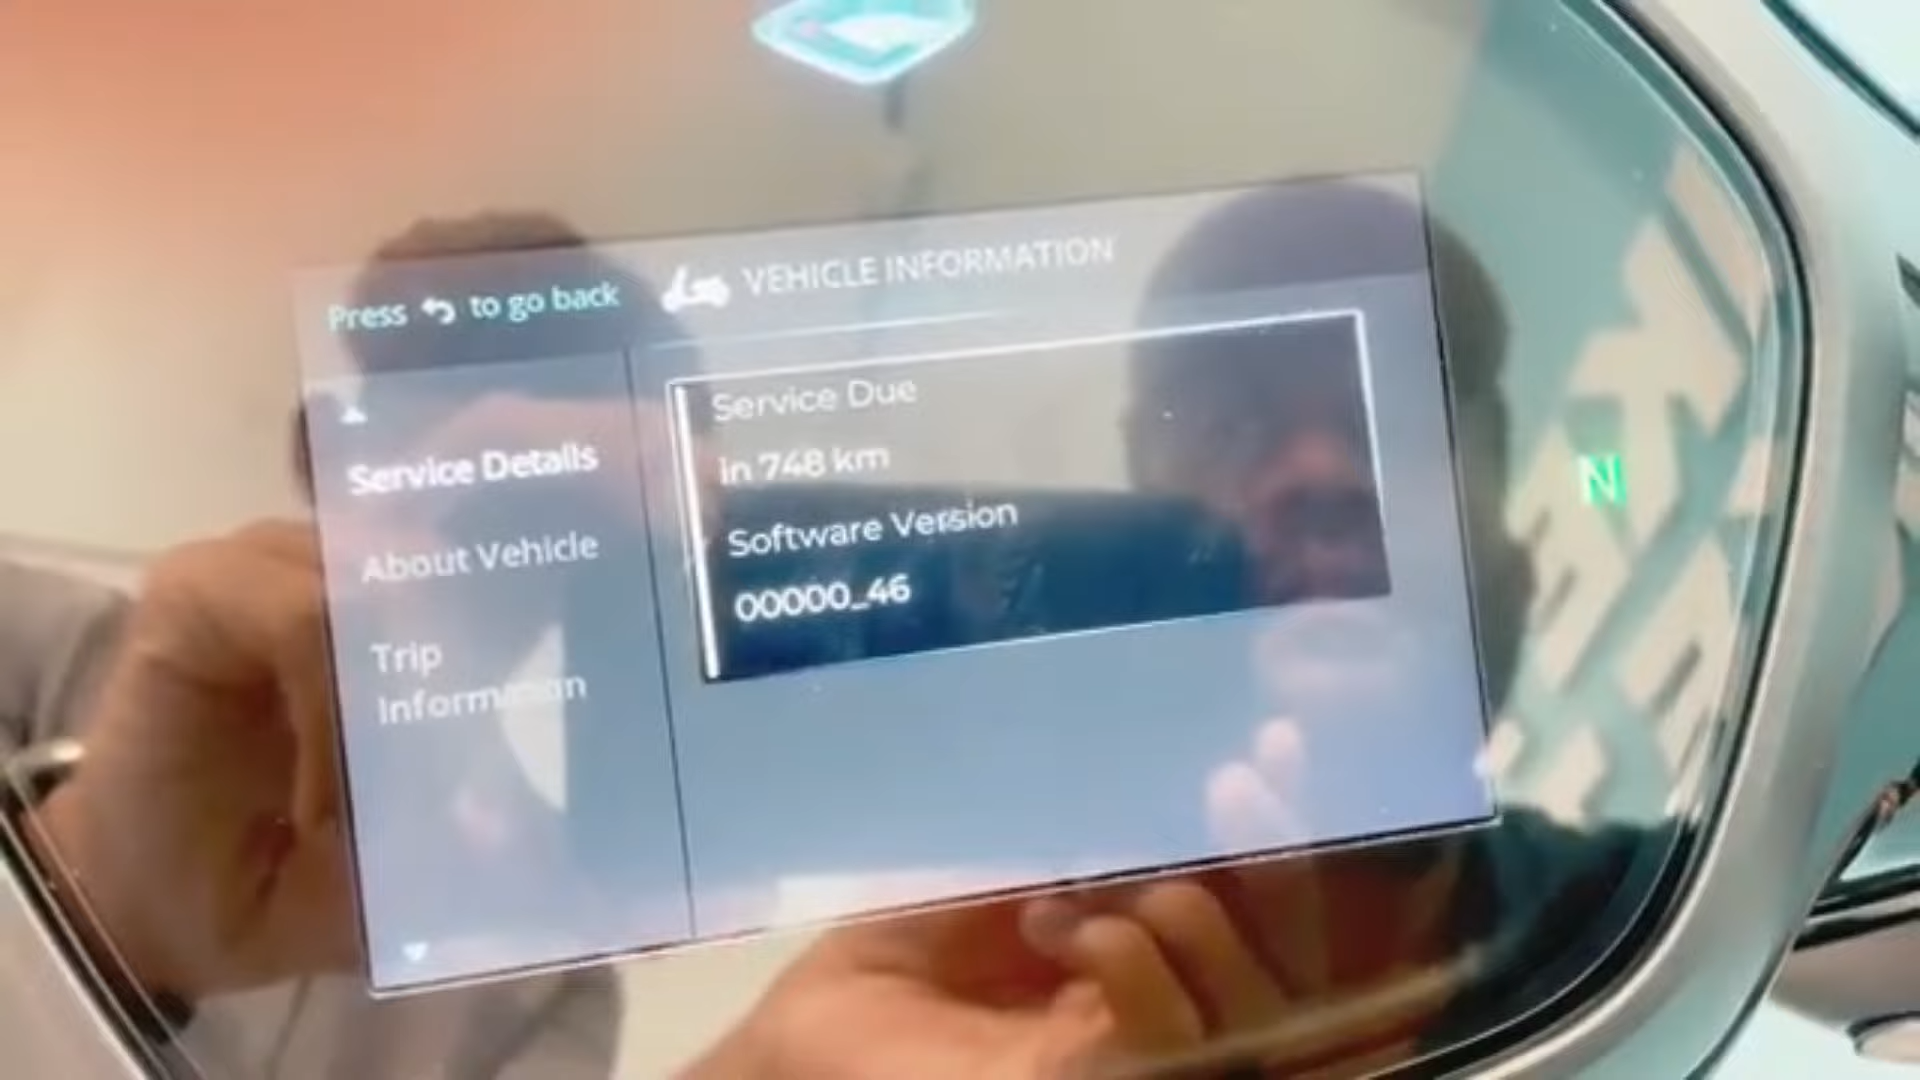 Press to go back
VEHICLE INFORMATION
Service Details
About Vehicle
Trip
Information
Service Due
in 748 km
Software Version
00000_46
N